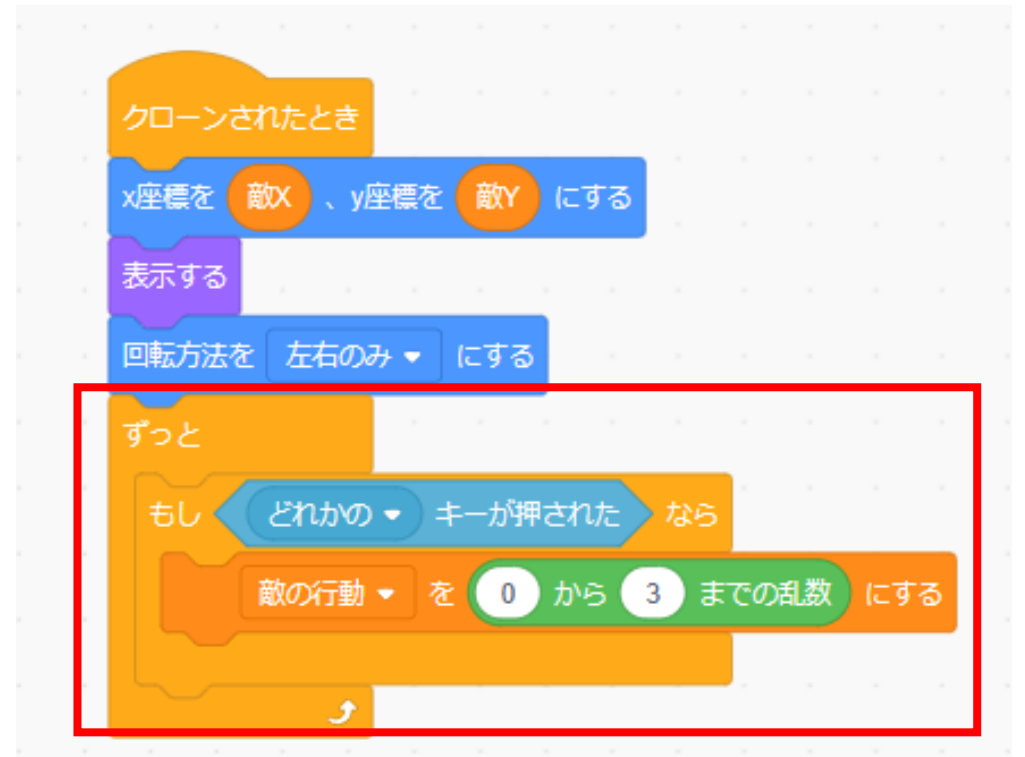 クローンされたとき
x座標を 敵X 、y座標を 敵Y にする
表示する
回転方法を 左右のみ にする
ずっと
もし どれかの キーが押された なら
敵の行動 を 0 から 3 までの乱数 にする